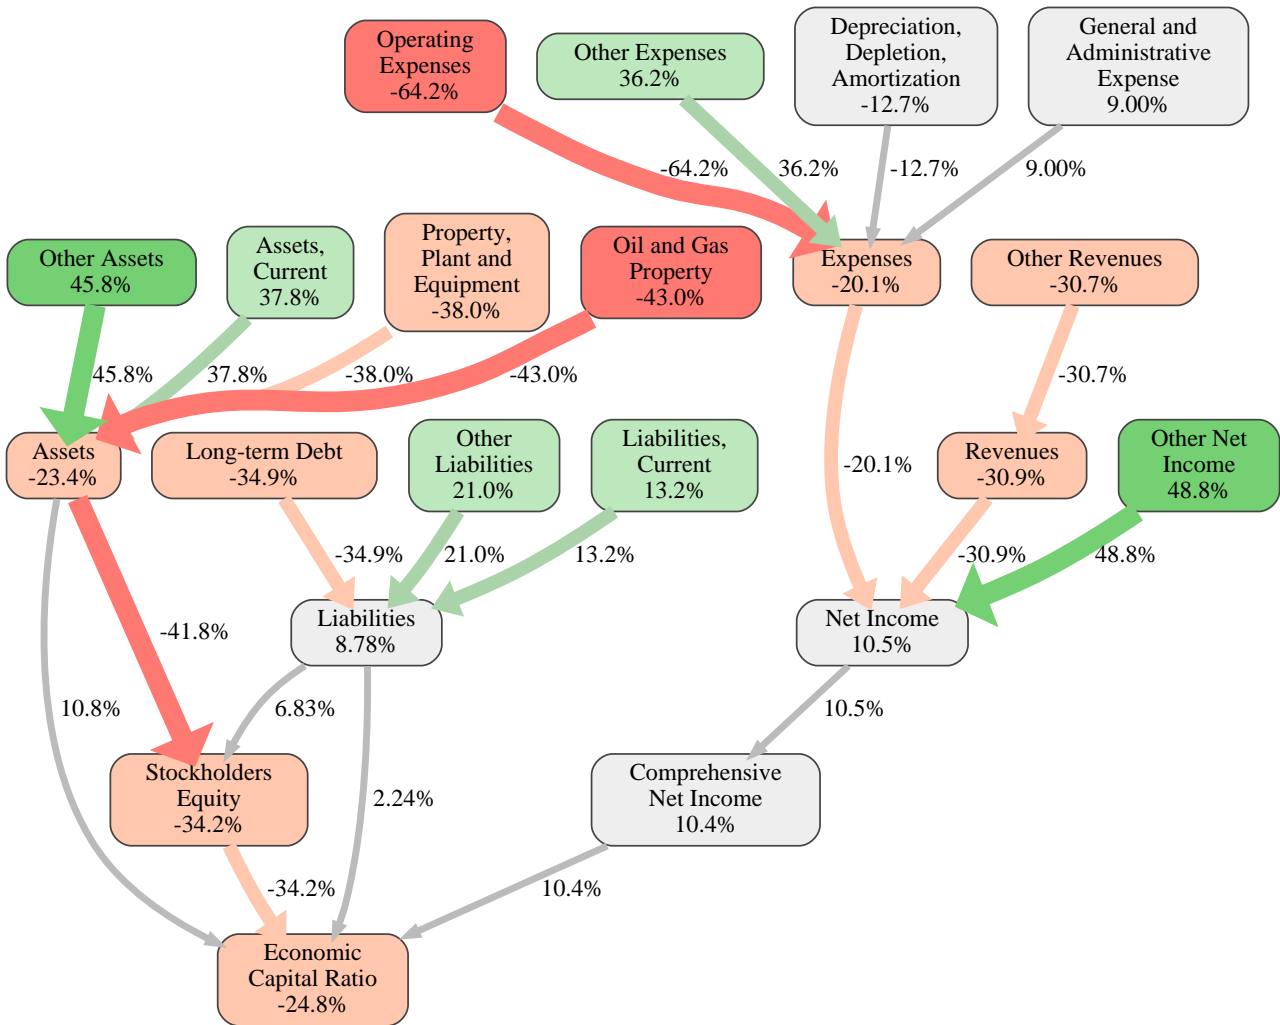 Operating
Expenses
-64.2%
Other Expenses
36.2%
Depreciation,
Depletion,
Amortization
-12.7%
General and
Administrative
Expense
9.00%
-64.2%
36.2%
-12.7%
9.00%
Other Assets
45.8%
Assets,
Current
37.8%
Property,
Plant and
Equipment
-38.0%
Oil and Gas
Property
-43.0%
Expenses
-20.1%
Other Revenues
-30.7%
45.8%
37.8%
-38.0%
-43.0%
-30.7%
Assets
-23.4%
Long-term Debt
-34.9%
Other
Liabilities
21.0%
Liabilities,
Current
13.2%
-20.1%
Revenues
-30.9%
Other Net
Income
48.8%
-34.9%
21.0%
13.2%
-30.9%
48.8%
-41.8%
Liabilities
8.78%
Net Income
10.5%
10.8%
6.83%
10.5%
Stockholders
Equity
-34.2%
2.24%
Comprehensive
Net Income
10.4%
-34.2%
10.4%
Economic
Capital Ratio
-24.8%